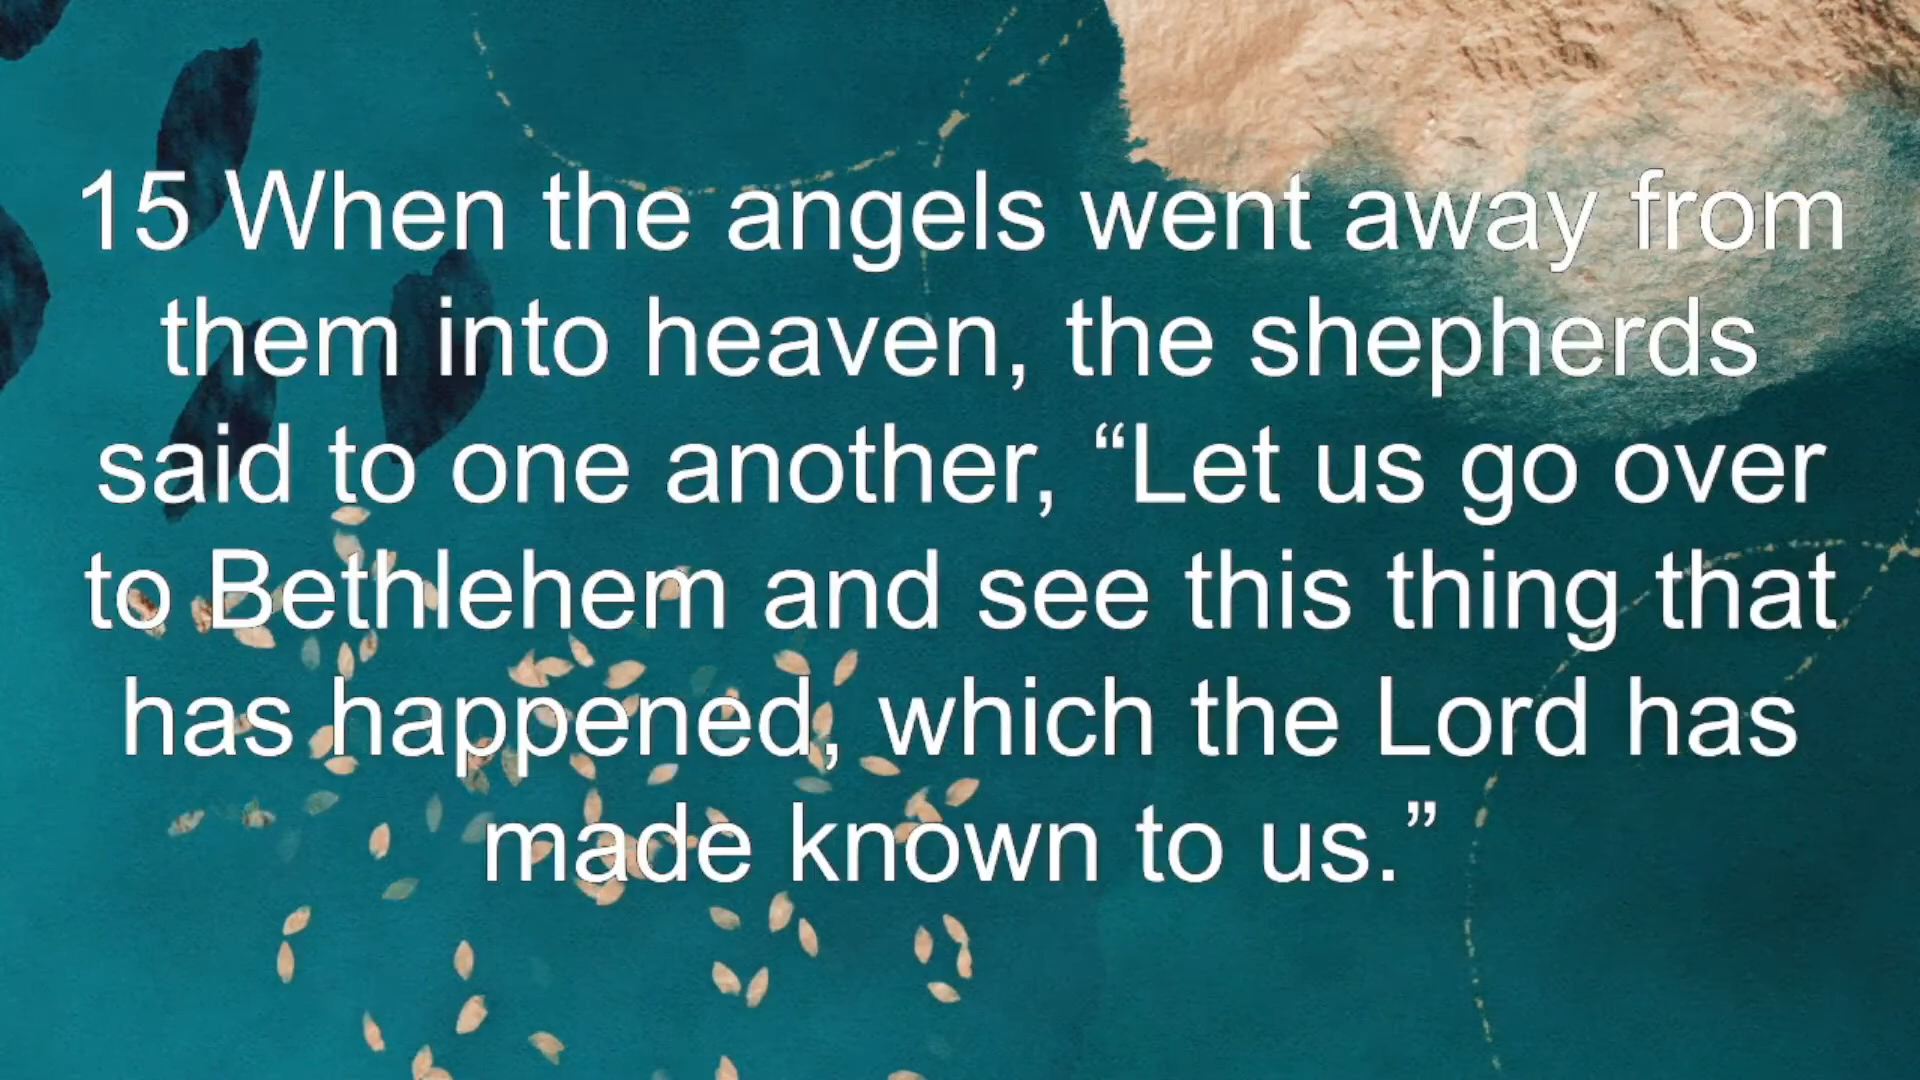 15 When the angels went away from
them into heaven, the shepherds
said to one another, “Let us go over
to Bethlehem and see this thing that
has happened, which the Lord has
made known to us.”